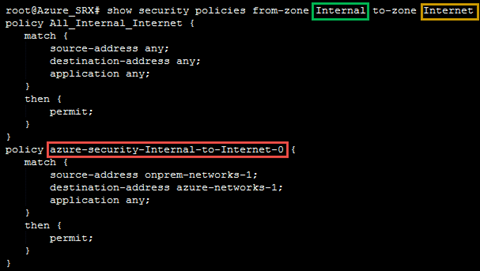 root@Azure_SRX# show security policies from-zone Internal to-zone Internet
policy All_Internal_Internet {
match {
source-address any;
destination-address any;
application any;
}
then {
permit;
}
}
policy azure-security-Internal-to-Internet-0 {
match {
source-address onprem-networks-1;
destination-address azure-networks-1;
application any;
}
then {
permit;
}
}